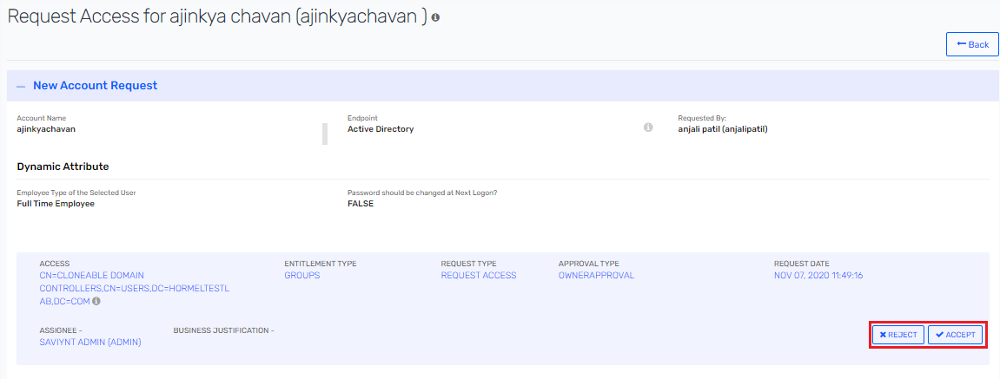 Request Access for ajinkya chavan (ajinkyachavan )
Back
New Account Request
Account Name
ajinkyachavan
Endpoint
Active Directory
Requested By:
anjali patil (anjalipatil)
Dynamic Attribute
Employee Type of the Selected User
Full Time Employee
Password should be changed at Next Logon?
FALSE
ACCESS
CN=CLONEABLE DOMAIN
CONTROLLERS,CN=USERS,DC=HORMELTESTL
AB,DC=COM
ENTITLEMENT TYPE
GROUPS
REQUEST TYPE
REQUEST ACCESS
APPROVAL TYPE
OWNERAPPROVAL
REQUEST DATE
NOV 07, 2020 11:49:16
ASSIGNEE -
SAVIYNT ADMIN (ADMIN)
BUSINESS JUSTIFICATION -
REJECT
ACCEPT